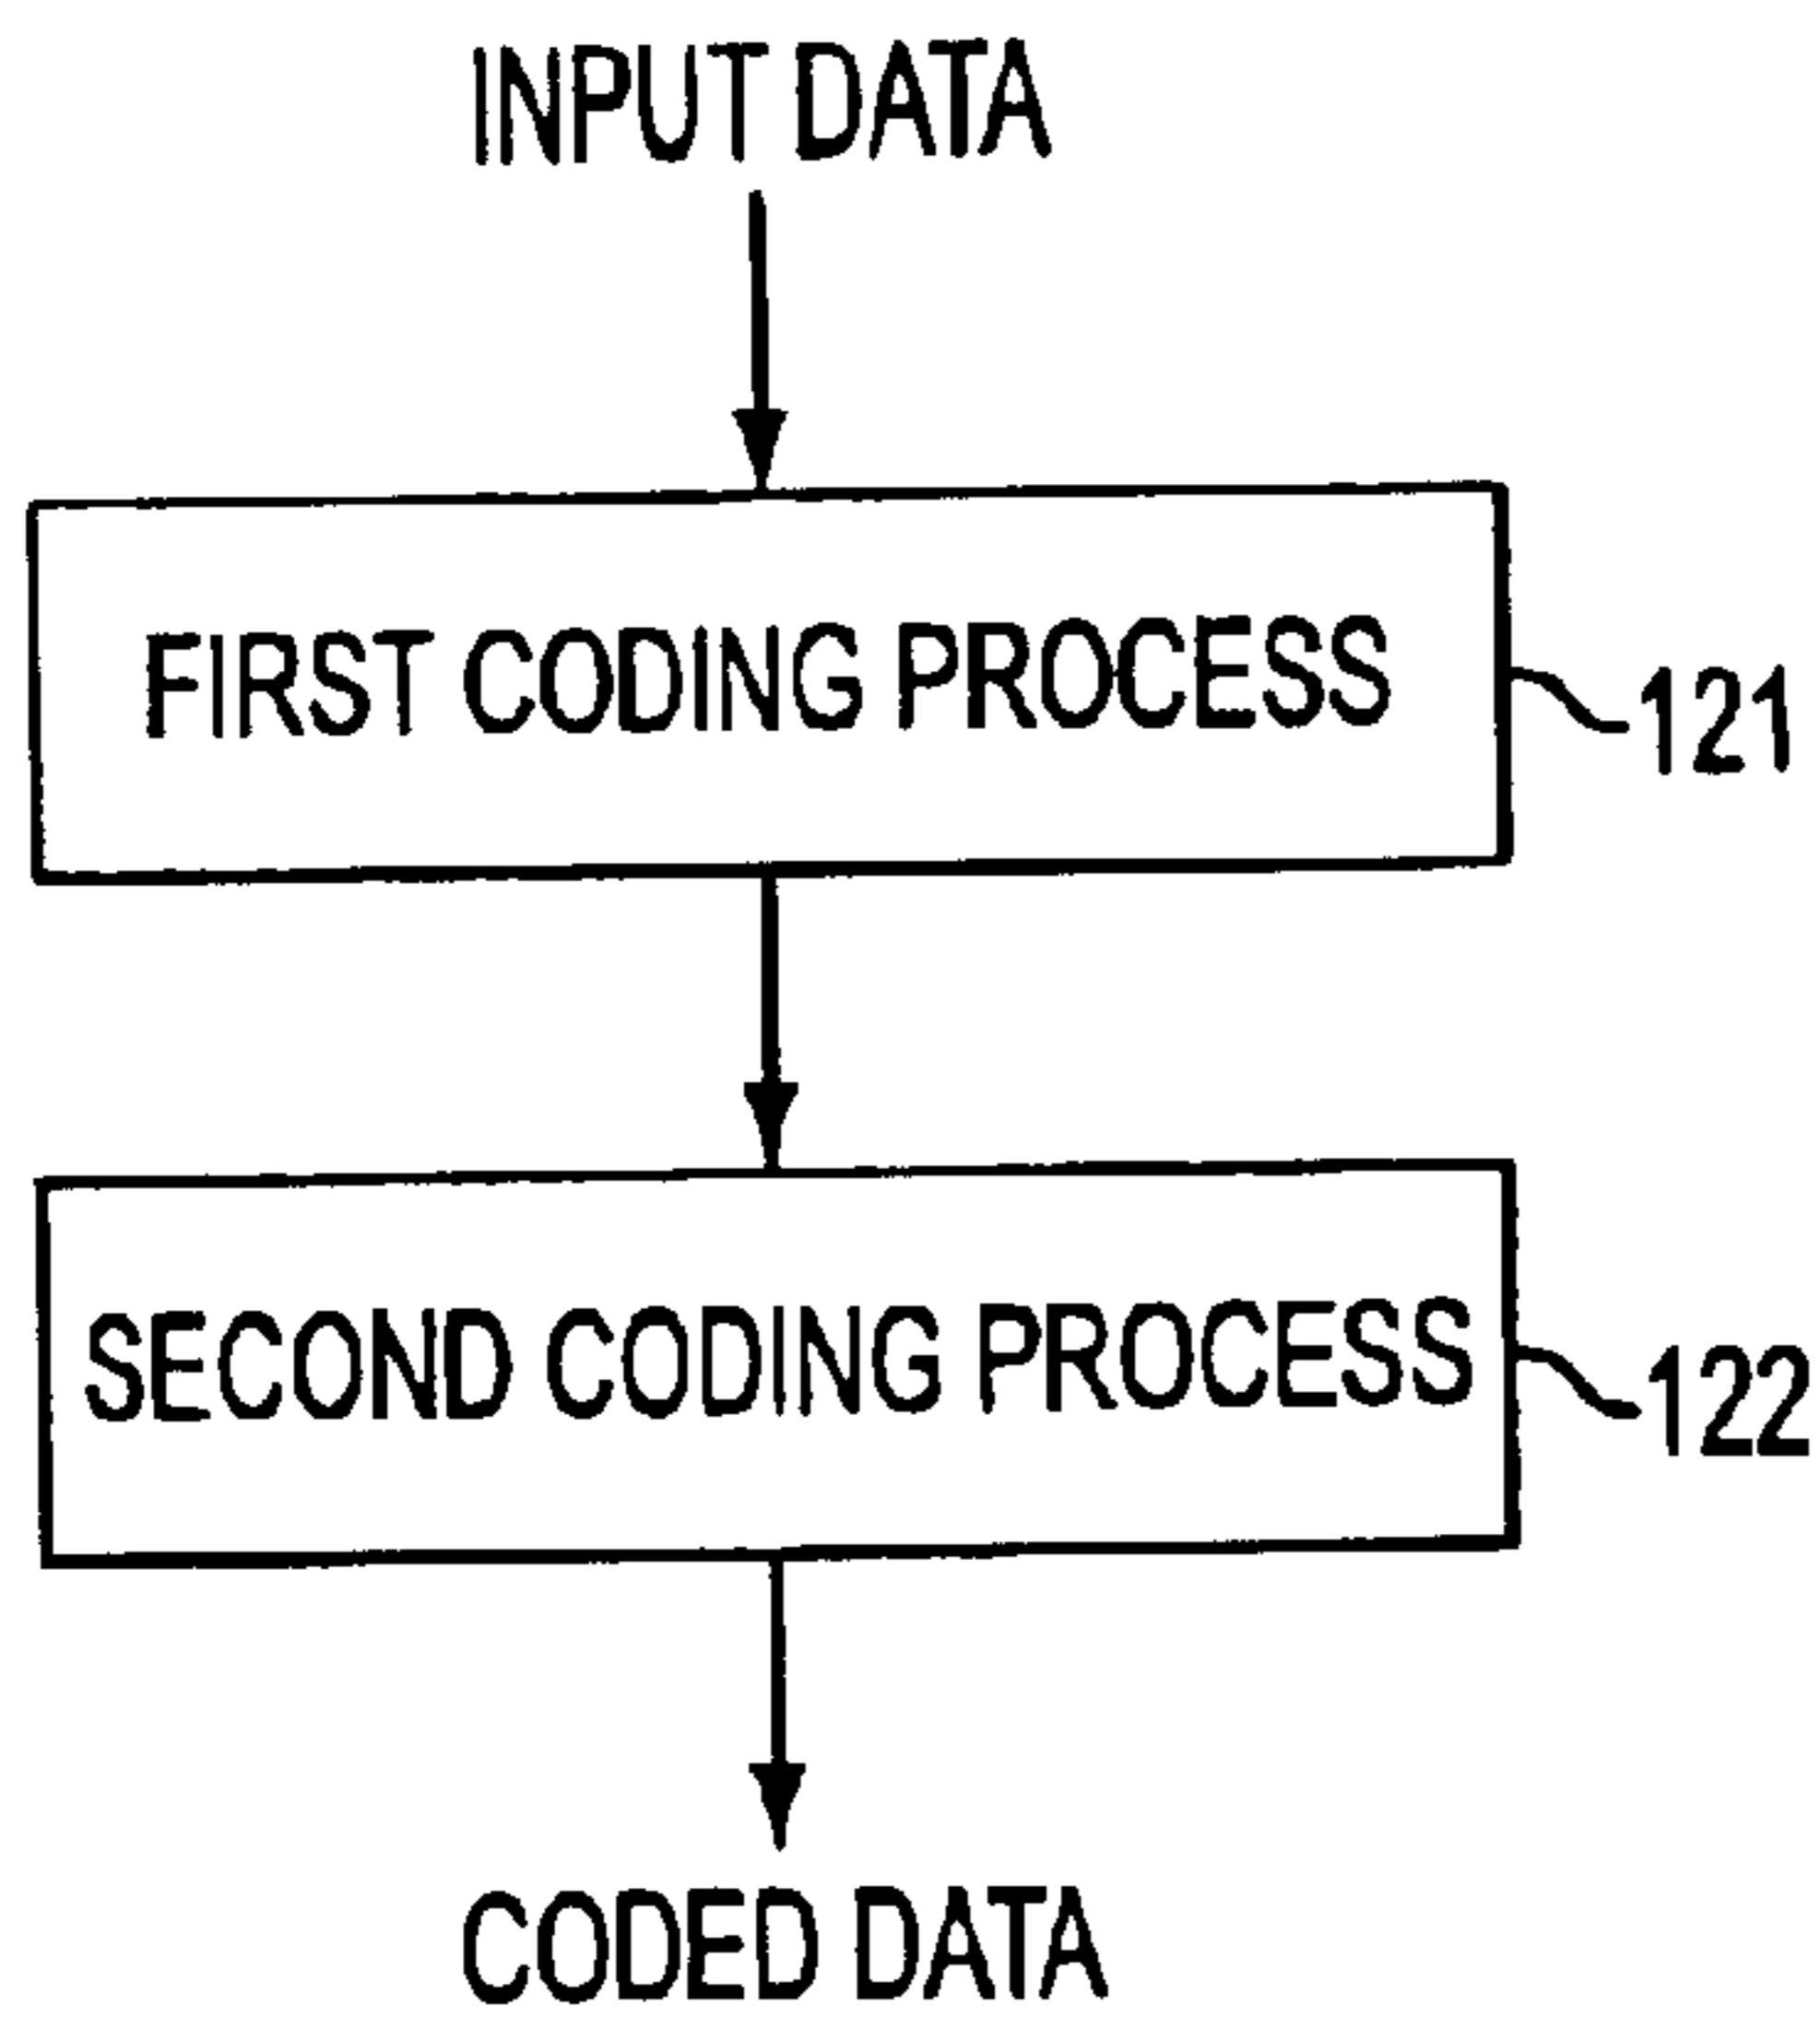 INPUT DATA
FIRST CODING PROCESS
121
SECOND CODING PROCESS
122
CODED DATA